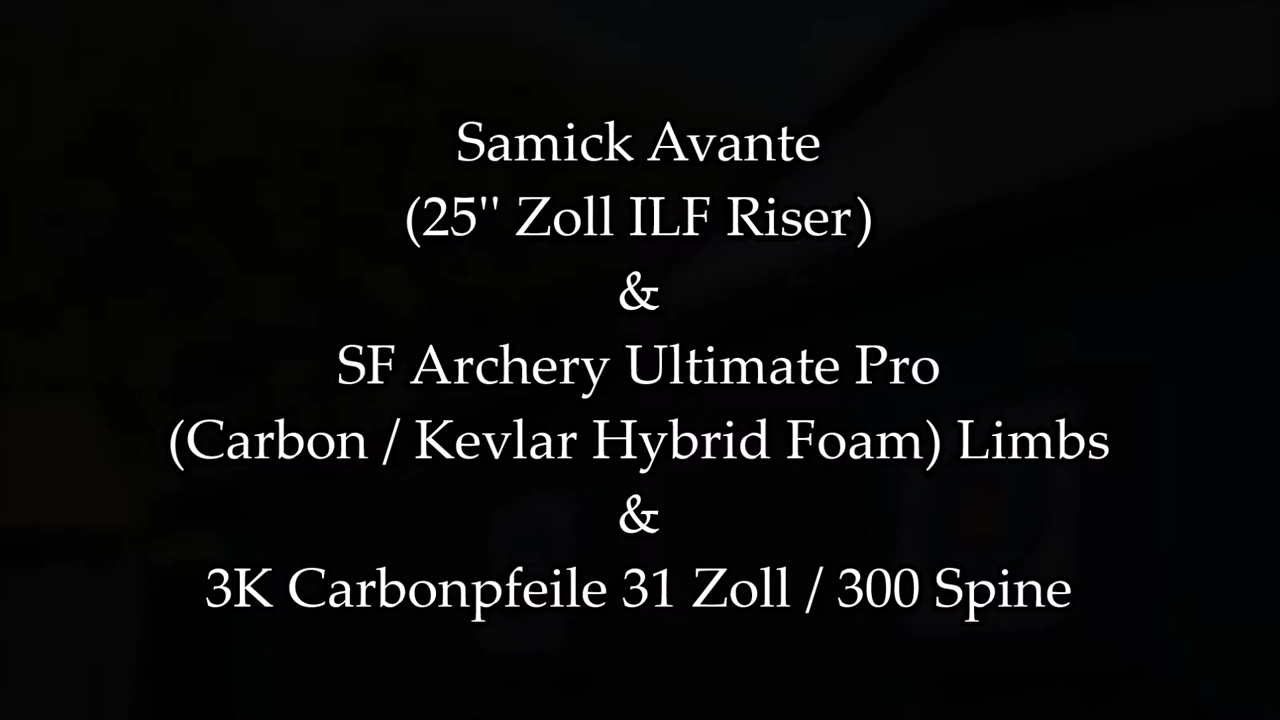 Samick Avante
(25" Zoll ILF Riser)
&
SF Archery Ultimate Pro
(Carbon / Kevlar Hybrid Foam) Limbs
&
3K Carbonpfeile 31 Zoll / 300 Spine